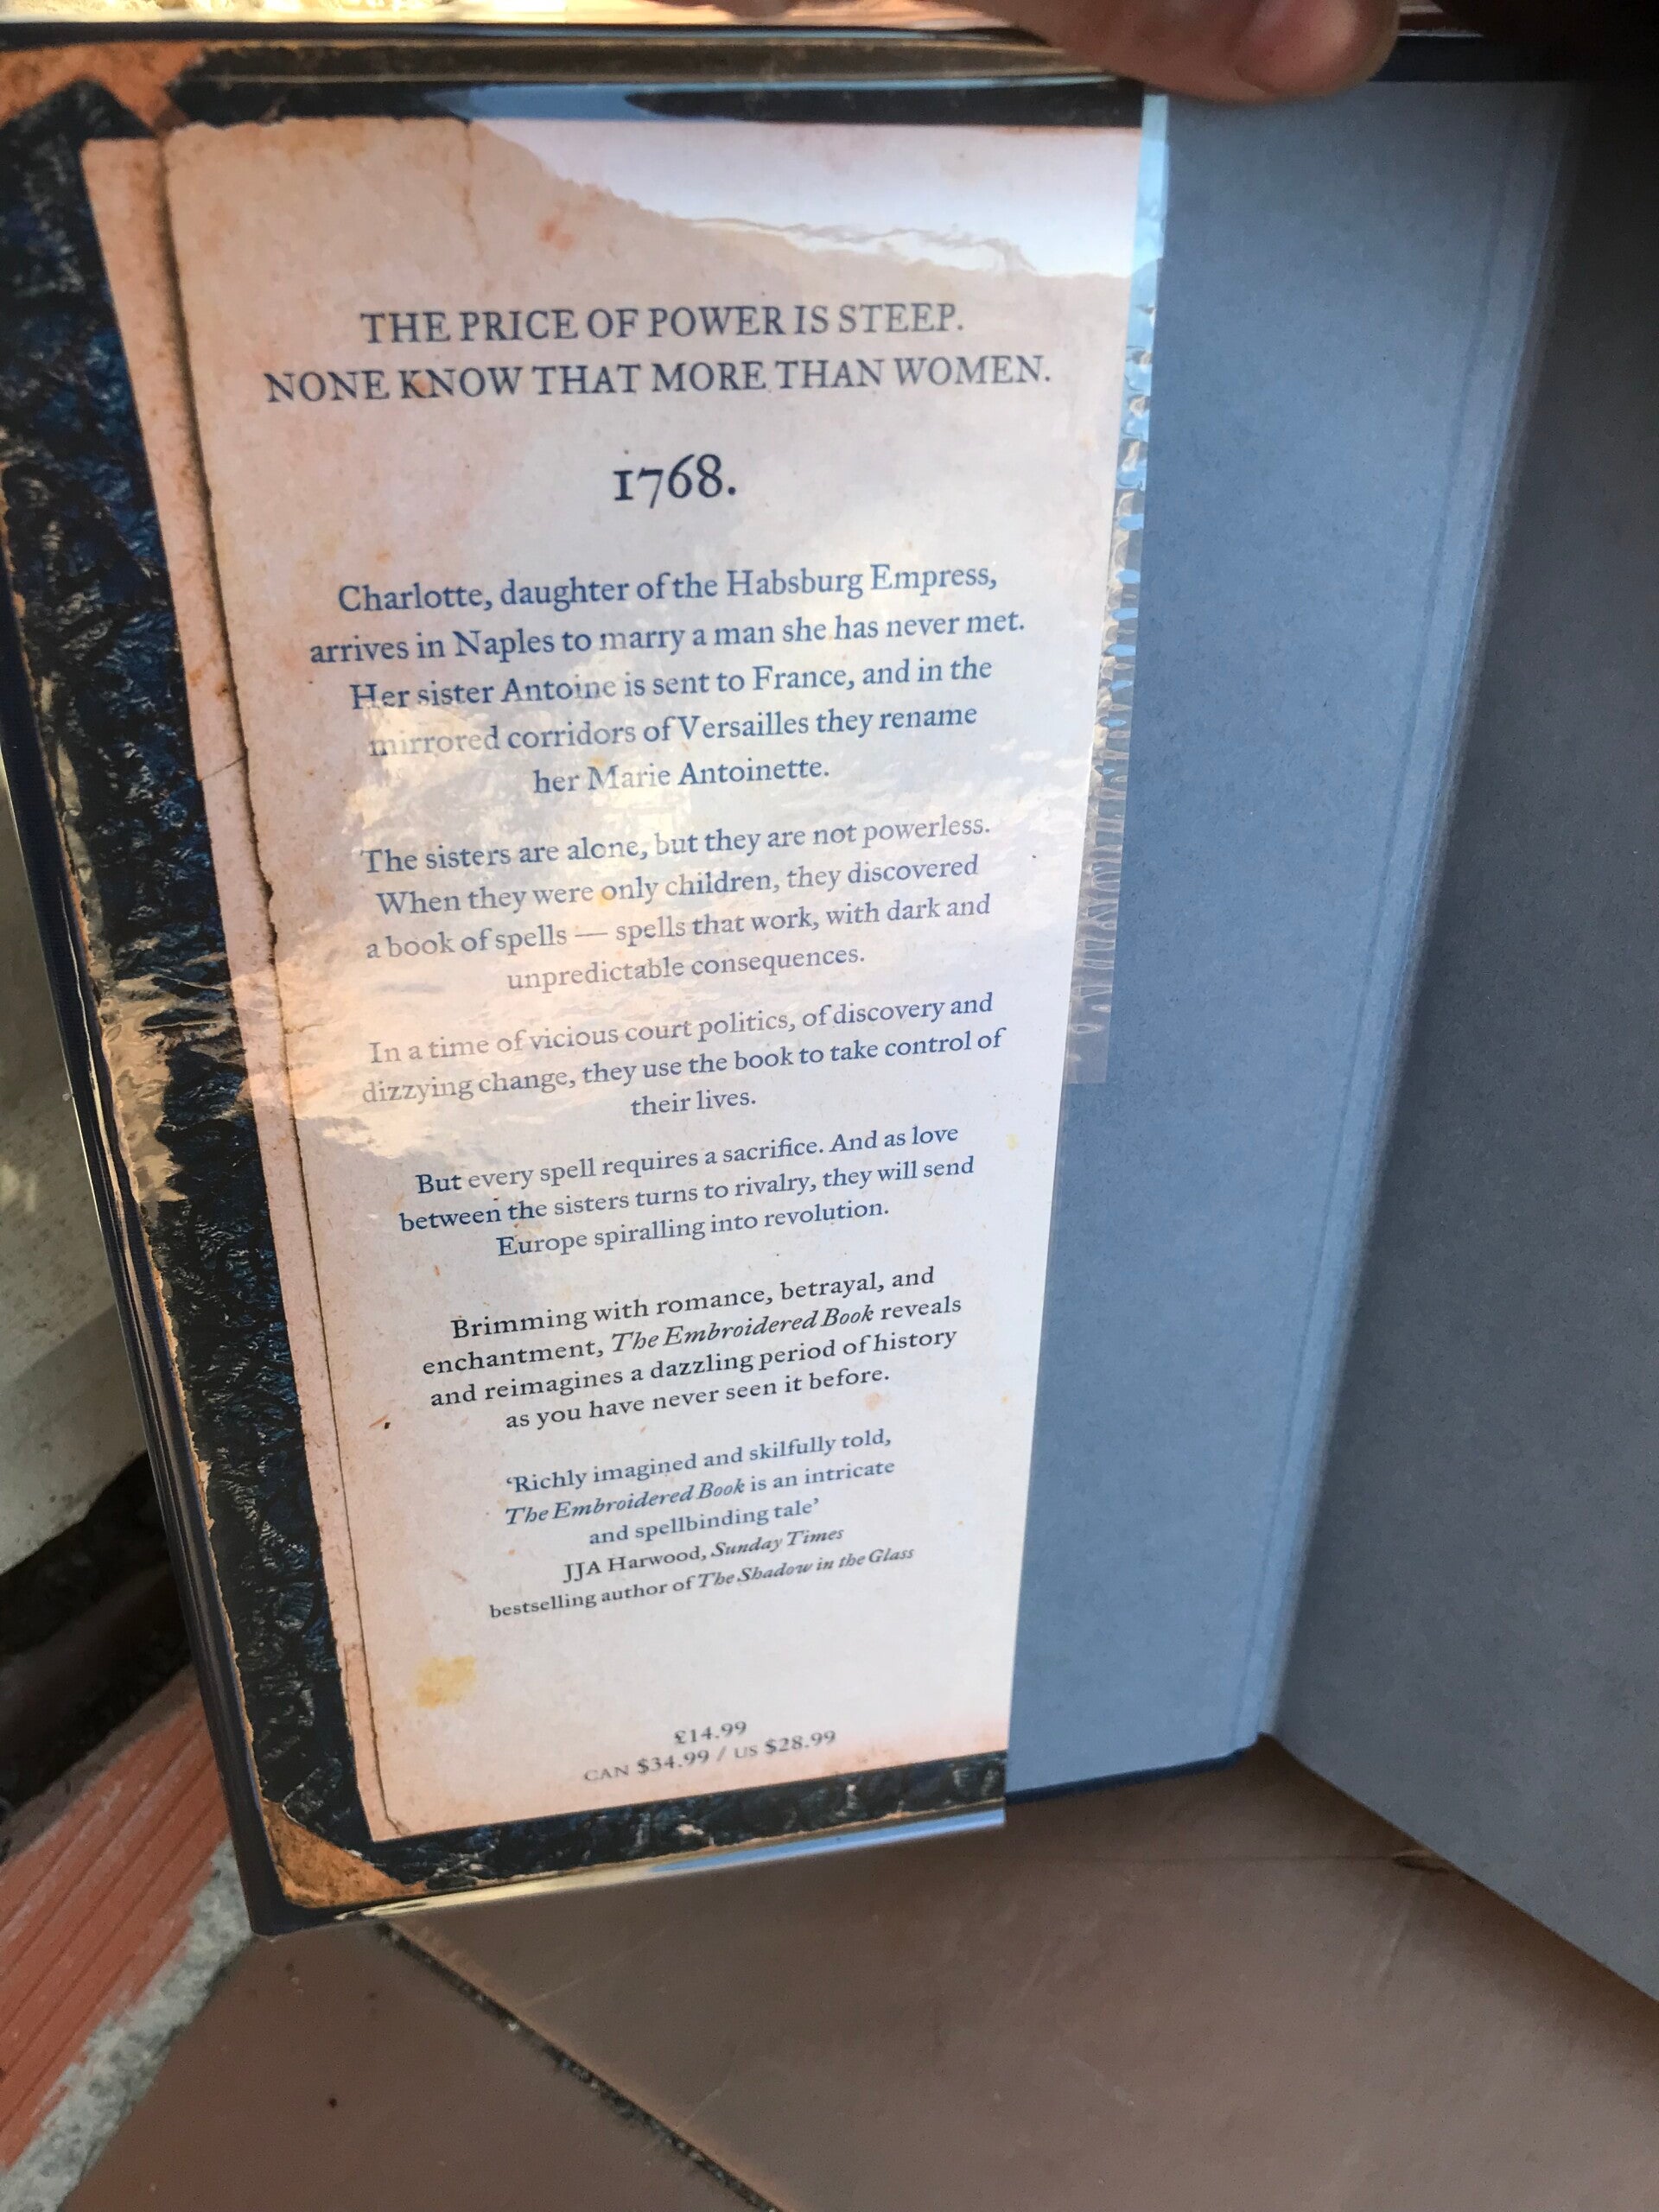 THE PRICE OF POWER IS STEEP.
NONE KNOW THAT MORE THAN WOMEN.
1768.
Charlotte, daughter of the Habsburg Empress,
arrives in Naples to marry a man she has never met.
Her sister Antoine is sent to France, and in the
mirrored corridors of Versailles they rename
her Marie Antoinette.
The sisters are alone, but they are not powerless.
When they were only children, they discovered
a book of spells — spells that work, with dark and
unpredictable consequences.
In a time of vicious court politics, of discovery and
dizzying change, they use the book to take control of
their lives.
But every spell requires a sacrifice. And as love
between the sisters turns to rivalry, they will send
Europe spiralling into revolution.
Brimming with romance, betrayal, and
enchantment, The Embroidered Book reveals
and reimagines a dazzling period of history
as you have never seen it before.
‘Richly imagined and skilfully told,
The Embroidered Book is an intricate
and spellbinding tale’
JJA Harwood, Sunday Times
bestselling author of The Shadow in the Glass
£14.99
CAN $34.99 / US $28.99